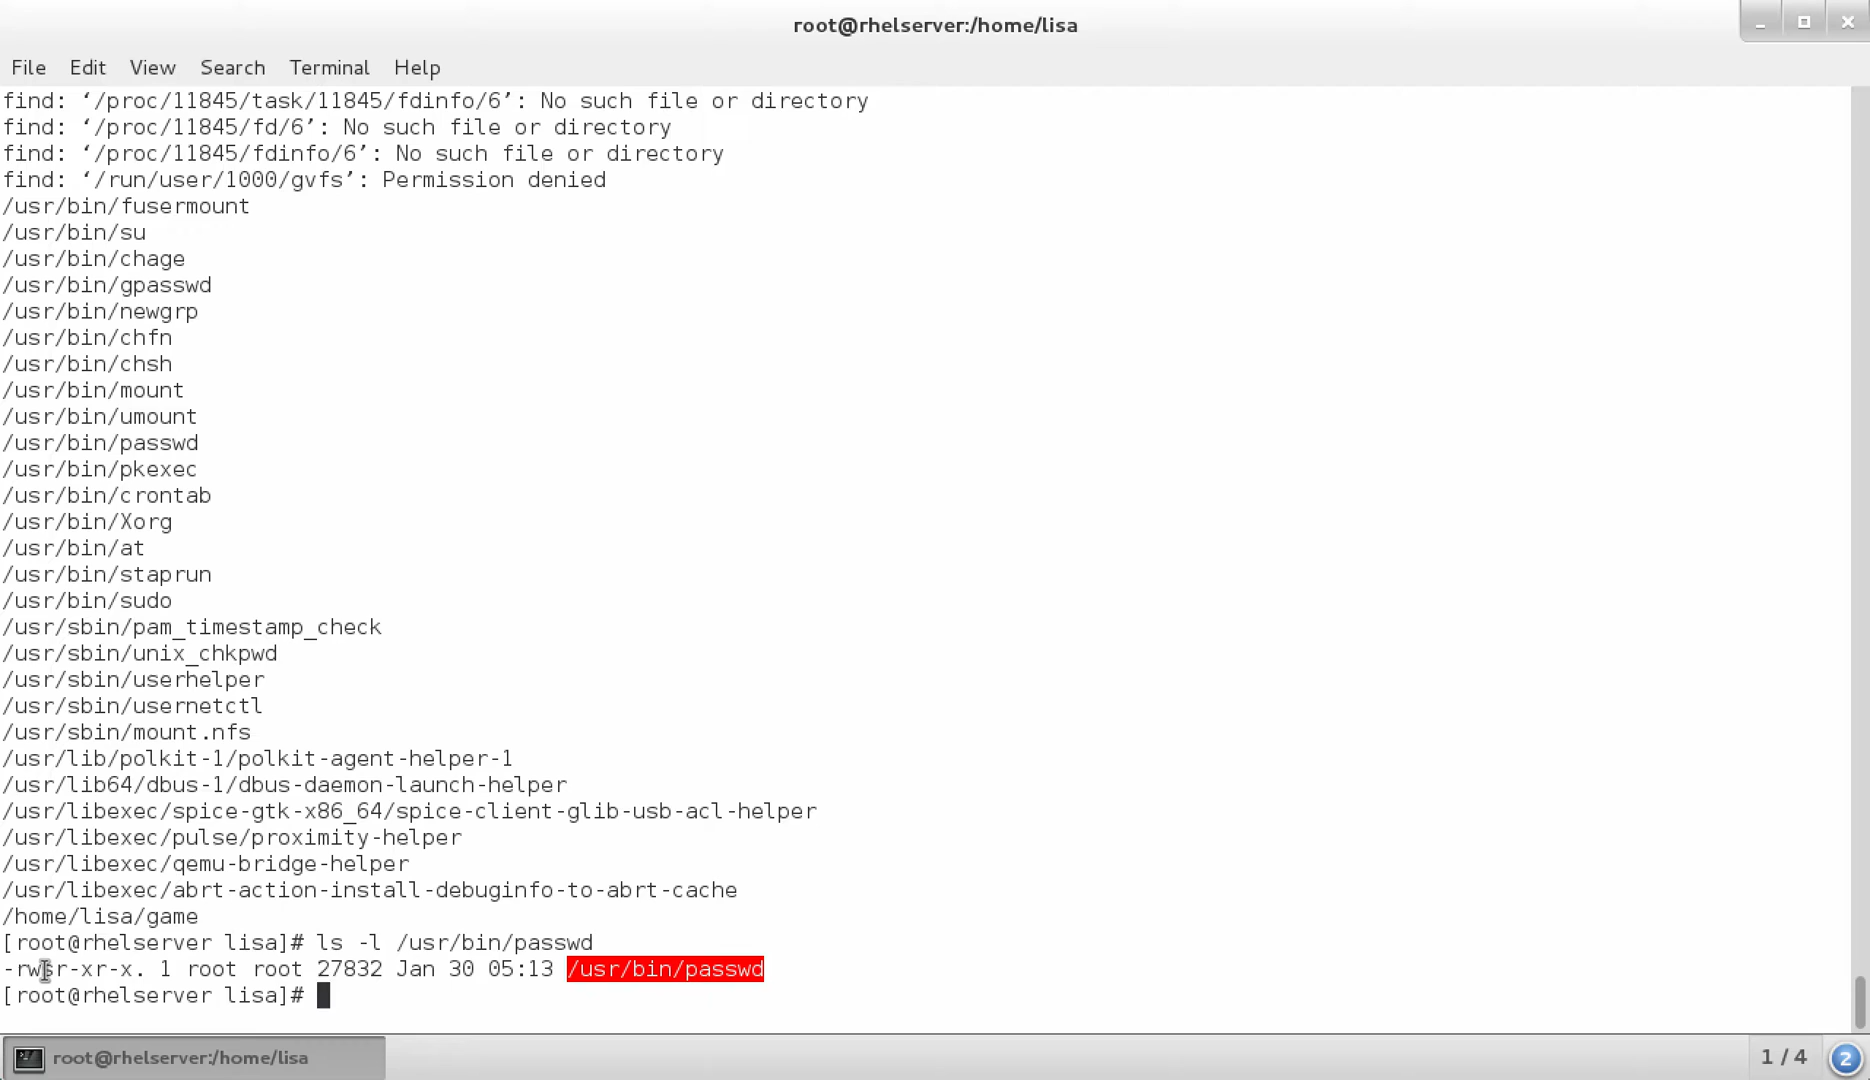 root@rhelserver:/home/lisa
File Edit View Search Terminal Help
find: ‘/proc/11845/task/11845/fdinfo/6’: No such file or directory
find: ‘/proc/11845/fd/6’: No such file or directory
find: ‘/proc/11845/fdinfo/6’: No such file or directory
find: ‘/run/user/1000/gvfs’: Permission denied
/usr/bin/fusermount
/usr/bin/su
/usr/bin/chage
/usr/bin/gpasswd
/usr/bin/newgrp
/usr/bin/chfn
/usr/bin/chsh
/usr/bin/mount
/usr/bin/umount
/usr/bin/passwd
/usr/bin/pkexec
/usr/bin/crontab
/usr/bin/Xorg
/usr/bin/at
/usr/bin/staprun
/usr/bin/sudo
/usr/sbin/pam_timestamp_check
/usr/sbin/unix_chkpwd
/usr/sbin/userhelper
/usr/sbin/usernetctl
/usr/sbin/mount.nfs
/usr/lib/polkit-1/polkit-agent-helper-1
/usr/lib64/dbus-1/dbus-daemon-launch-helper
/usr/libexec/spice-gtk-x86_64/spice-client-glib-usb-acl-helper
/usr/libexec/pulse/proximity-helper
/usr/libexec/qemu-bridge-helper
/usr/libexec/abrt-action-install-debuginfo-to-abrt-cache
/home/lisa/game
[root@rhelserver lisa]# ls -l /usr/bin/passwd
-rwsr-xr-x. 1 root root 27832 Jan 30 05:13 /usr/bin/passwd
[root@rhelserver lisa]#
root@rhelserver:/home/lisa 1 / 4 2